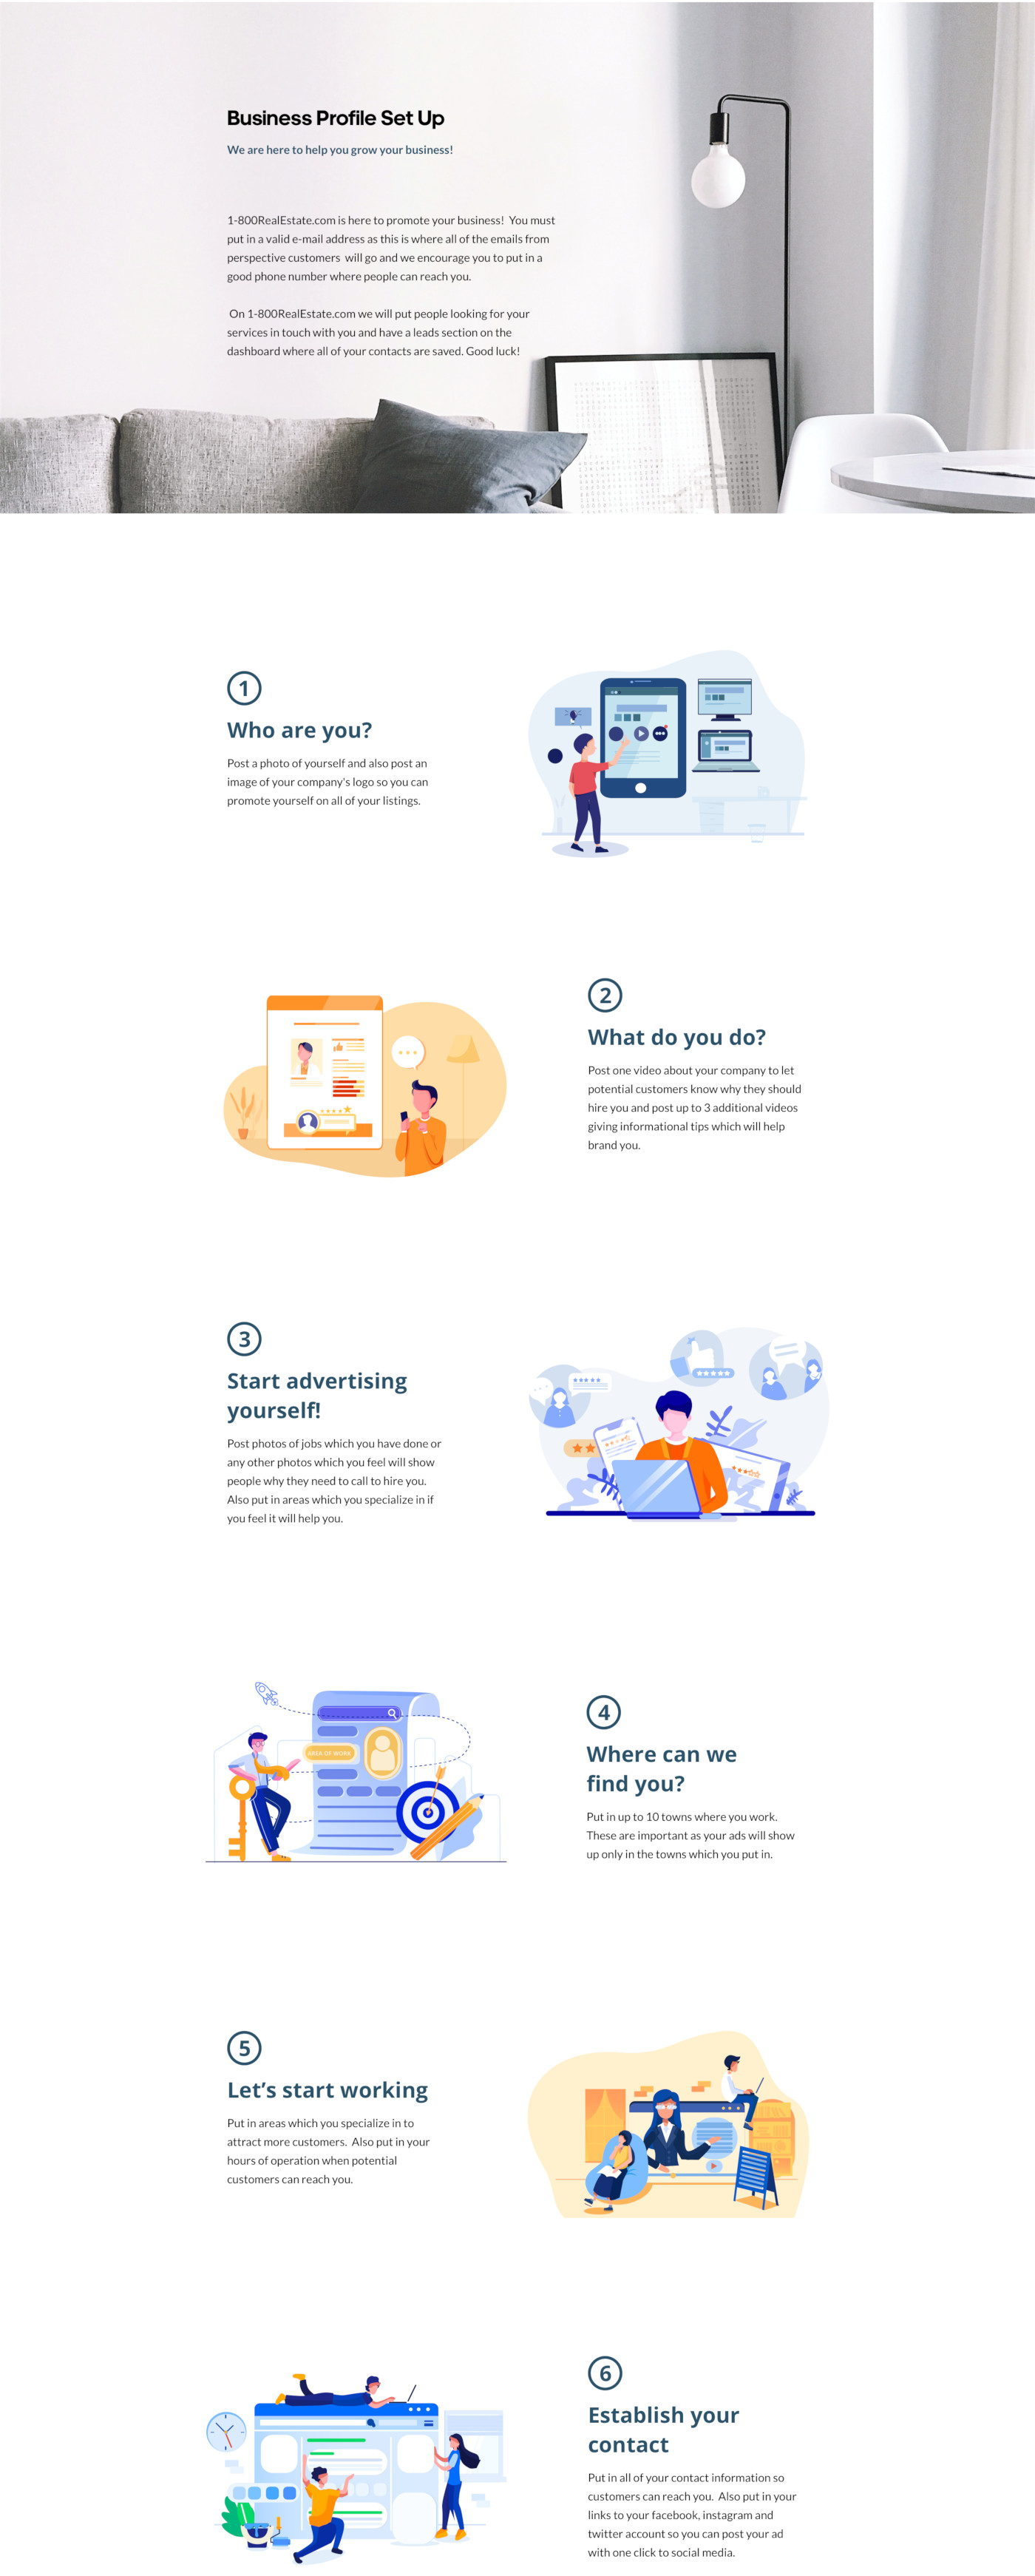 Business Profile Set Up
We are here to help you grow your business!
1-800RealEstate.com is here to promote your business!  You must
put in a valid e-mail address as this is where all of the emails from
perspective customers  will go and we encourage you to put in a
good phone number where people can reach you.
On 1-800RealEstate.com we will put people looking for your
services in touch with you and have a leads section on the
dashboard where all of your contacts are saved. Good luck!
1
Who are you?
Post a photo of yourself and also post an
image of your company's logo so you can
promote yourself on all of your listings.
2
What do you do?
Post one video about your company to let
potential customers know why they should
hire you and post up to 3 additional videos
giving informational tips which will help
brand you.
3
Start advertising
yourself!
Post photos of jobs which you have done or
any other photos which you feel will show
people why they need to call to hire you.
Also put in areas which you specialize in if
you feel it will help you.
AREA OF WORK
4
Where can we
find you?
Put in up to 10 towns where you work.
These are important as your ads will show
up only in the towns which you put in.
5
Let's start working
Put in areas which you specialize in to
attract more customers.  Also put in your
hours of operation when potential
customers can reach you.
6
Establish your
contact
Put in all of your contact information so
customers can reach you.  Also put in your
links to your facebook, instagram and
twitter account so you can post your ad
with one click to social media.